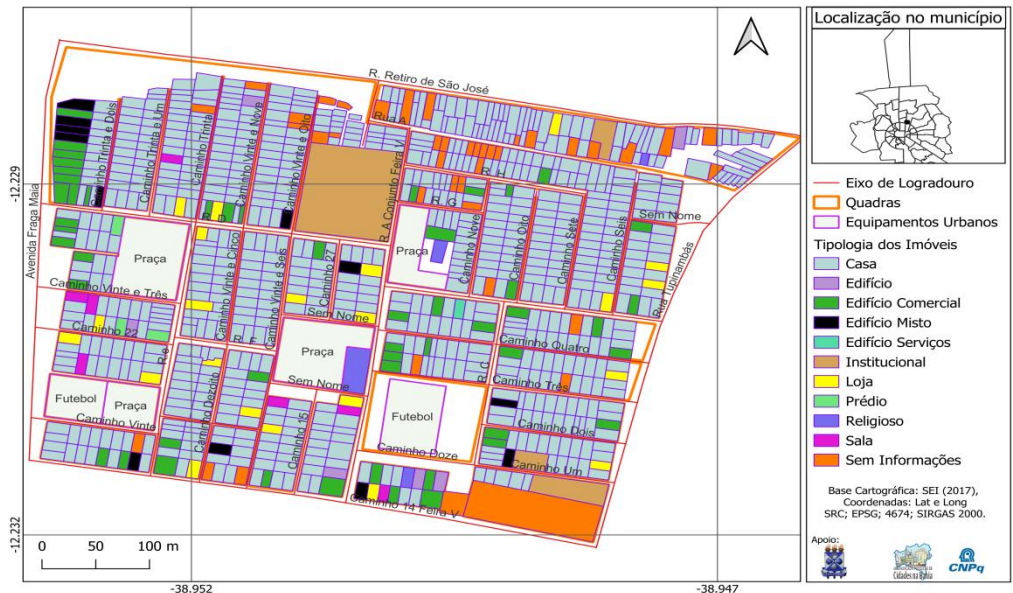 R. Retiro de São José
Rua A
Caminho Trinta e Dois
Caminho Trinta e Um
Caminho Trinta
Caminho Vinte e Nove
Caminho Vinte e Oito
R. A Conjunto Feira V
R. H
R. G
Sem Nome
-12.229
Avenida Fraga Maia
R. D
Praça
Praça
Caminho Nove
Caminho Oito
Caminho Sete
Caminho Seis
Rua Tupinambás
Caminho Vinte e Cinco
Caminho Vinte e Seis
Caminho 27
Caminho Vinte e Três
Sem Nome
Caminho 22
R. F
Praça
Caminho Quatro
R. e
R. C
Sem Nome
Caminho Três
Futebol
Praça
Caminho Dezoito
Caminho 15
Futebol
Caminho Dois
Caminho Vinte
Caminho Doze
Caminho Um
Caminho 14 Feira V
-12.232
0 50 100 m
-38.952
-38.947
Localização no município
Eixo de Logradouro
Quadras
Equipamentos Urbanos
Tipologia dos Imóveis
Casa
Edifício
Edifício Comercial
Edifício Misto
Edifício Serviços
Institucional
Loja
Prédio
Religioso
Sala
Sem Informações
Base Cartográfica: SEI (2017),
Coordenadas: Lat e Long
SRC; EPSG; 4674; SIRGAS 2000.
Apoio:
Cidades na Bahia
CNPq